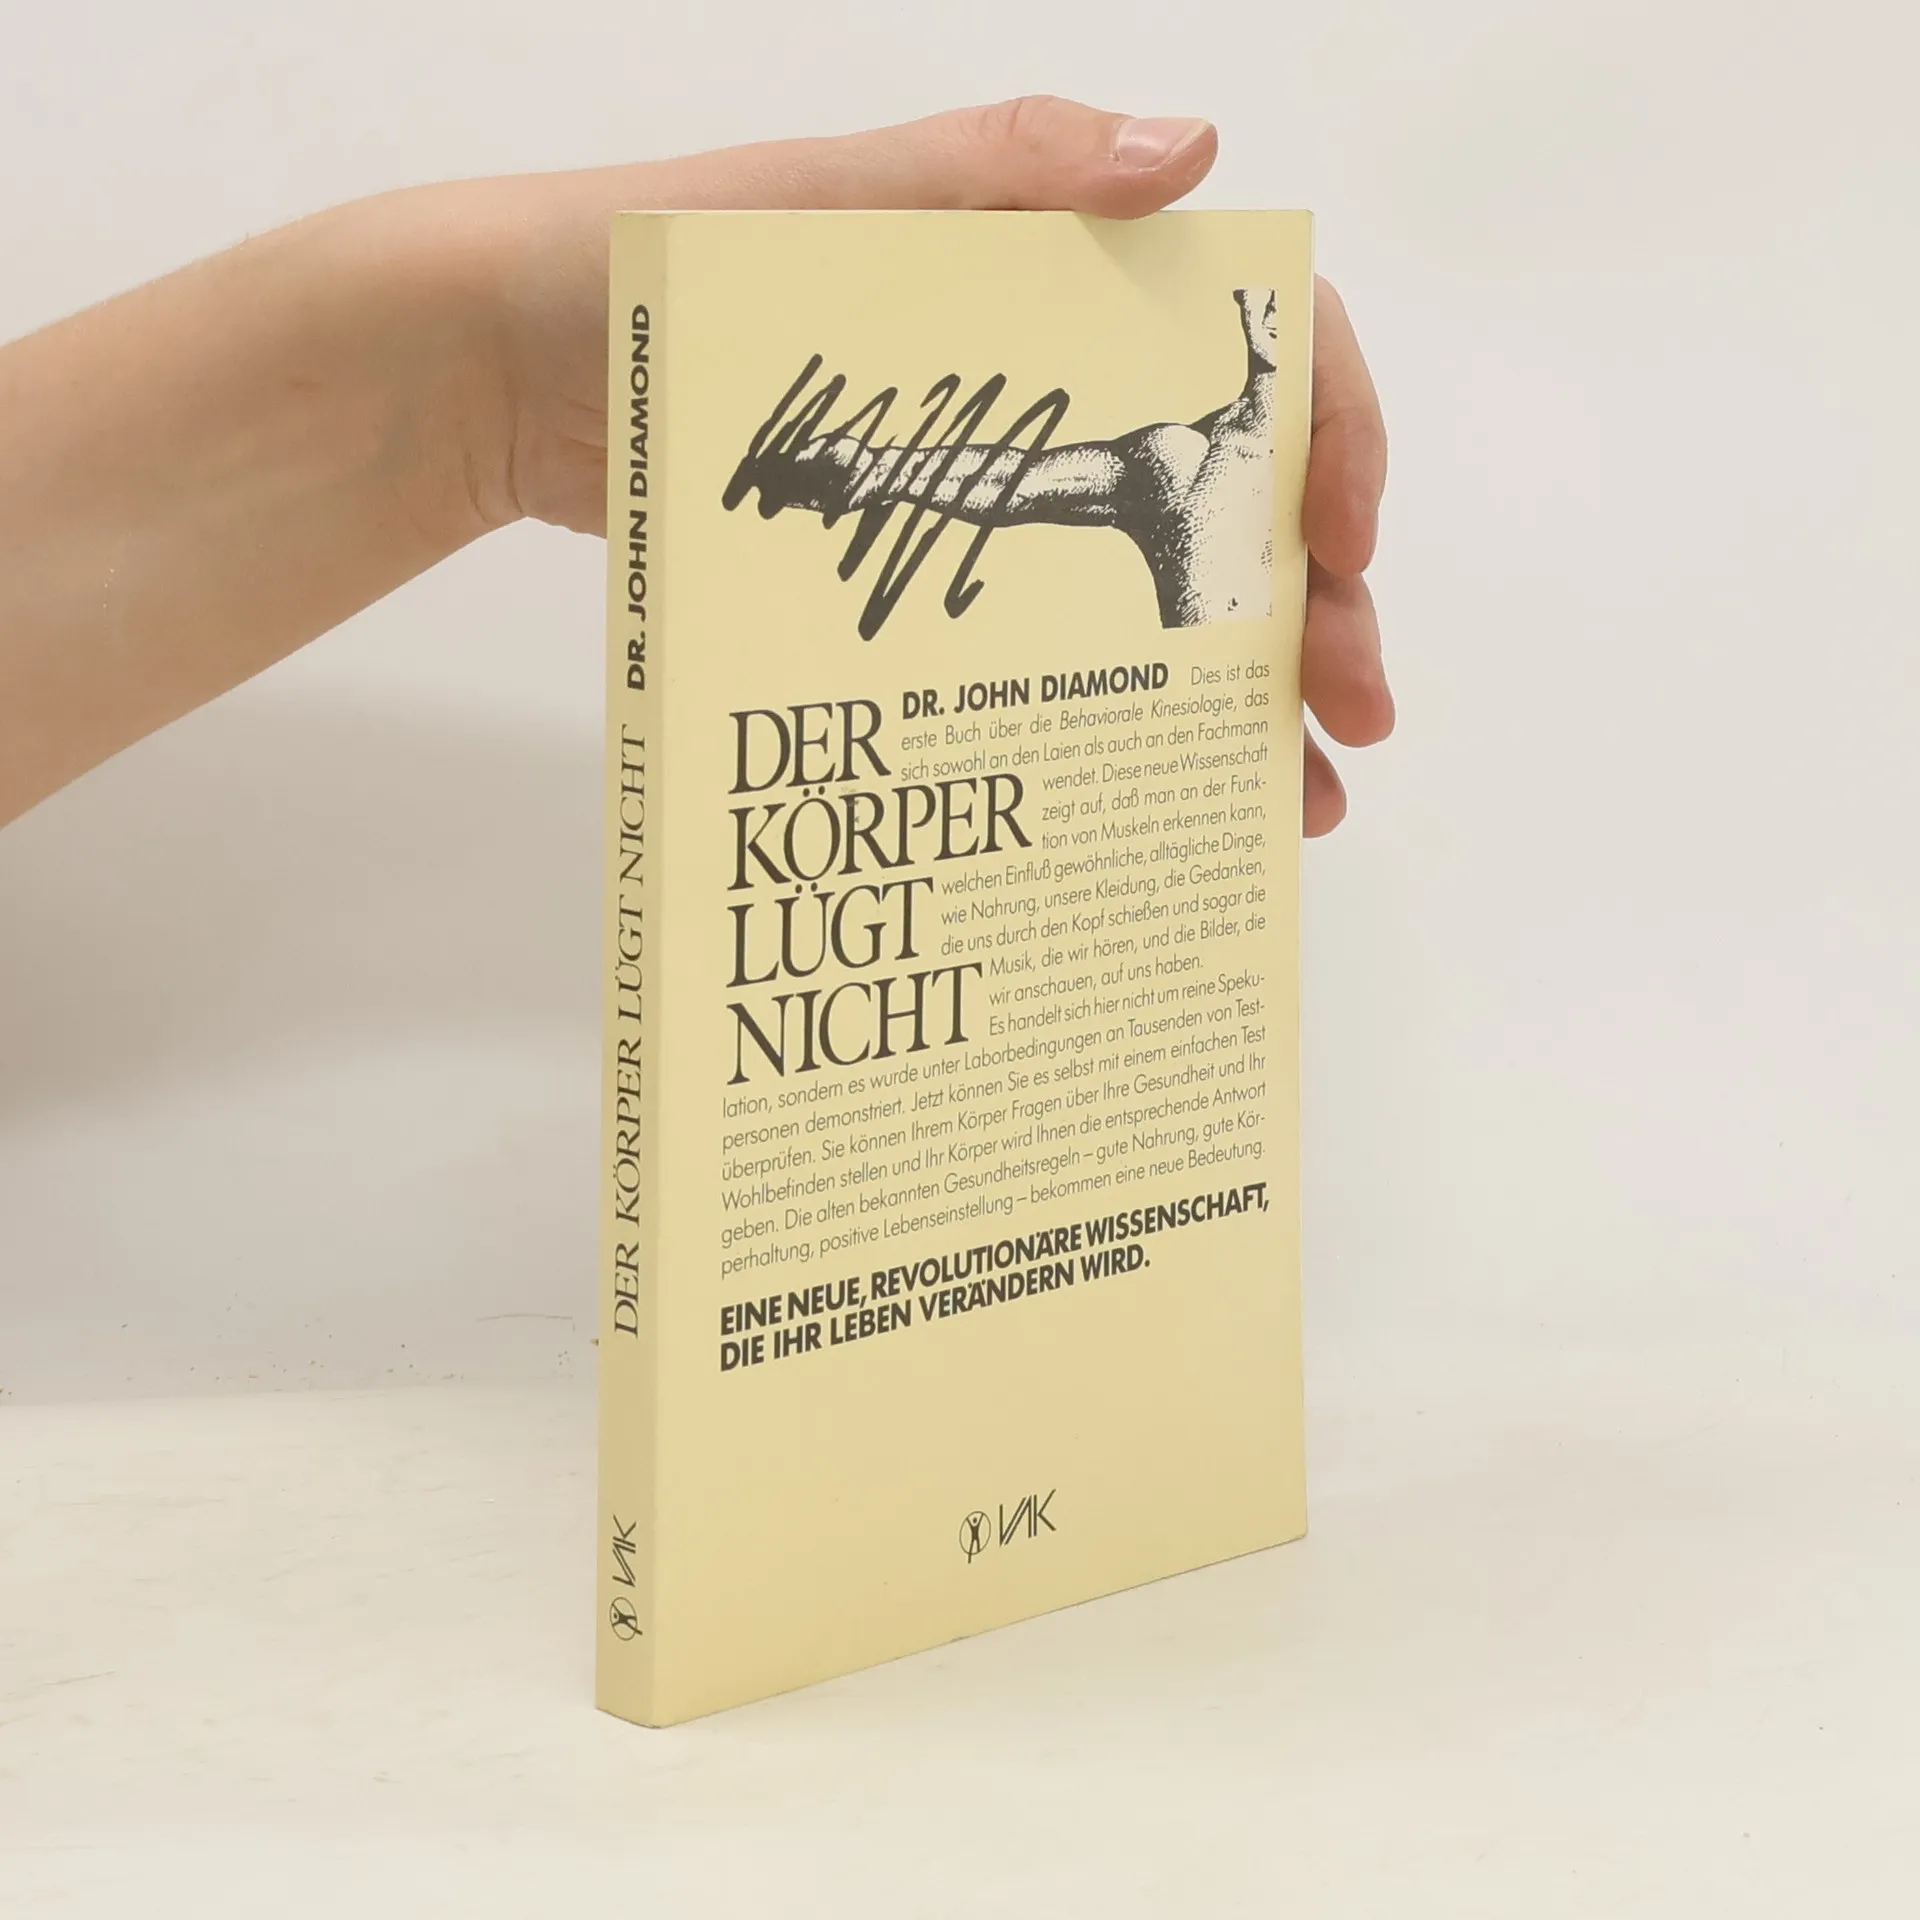 DR. JOHN DIAMOND
DER KÖRPER LÜGT NICHT
VAK
DR. JOHN DIAMOND Dies ist das
erste Buch über die Behaviorale Kinesiologie, das
sich sowohl an den Laien als auch an den Fachmann
wendet. Diese neue Wissenschaft
zeigt auf, daß man an der Funk-
tion von Muskeln erkennen kann,
welchen Einfluß gewöhnliche, alltägliche Dinge,
wie Nahrung, unsere Kleidung, die Gedanken,
die uns durch den Kopf schießen und sogar die
Musik, die wir hören, und die Bilder, die
wir anschauen, auf uns haben.
Es handelt sich hier nicht um reine Speku-
lation, sondern es wurde unter Laborbedingungen an Tausenden von Test-
personen demonstriert. Jetzt können Sie es selbst mit einem einfachen Test
überprüfen. Sie können Ihrem Körper Fragen über Ihre Gesundheit und Ihr
Wohlbefinden stellen und Ihr Körper wird Ihnen die entsprechende Antwort
geben. Die alten bekannten Gesundheitsregeln – gute Nahrung, gute Kör-
perhaltung, positive Lebenseinstellung – bekommen eine neue Bedeutung.
DER
KÖRPER
LÜGT
NICHT
EINE NEUE, REVOLUTIONÄRE WISSENSCHAFT,
DIE IHR LEBEN VERÄNDERN WIRD.
VAK